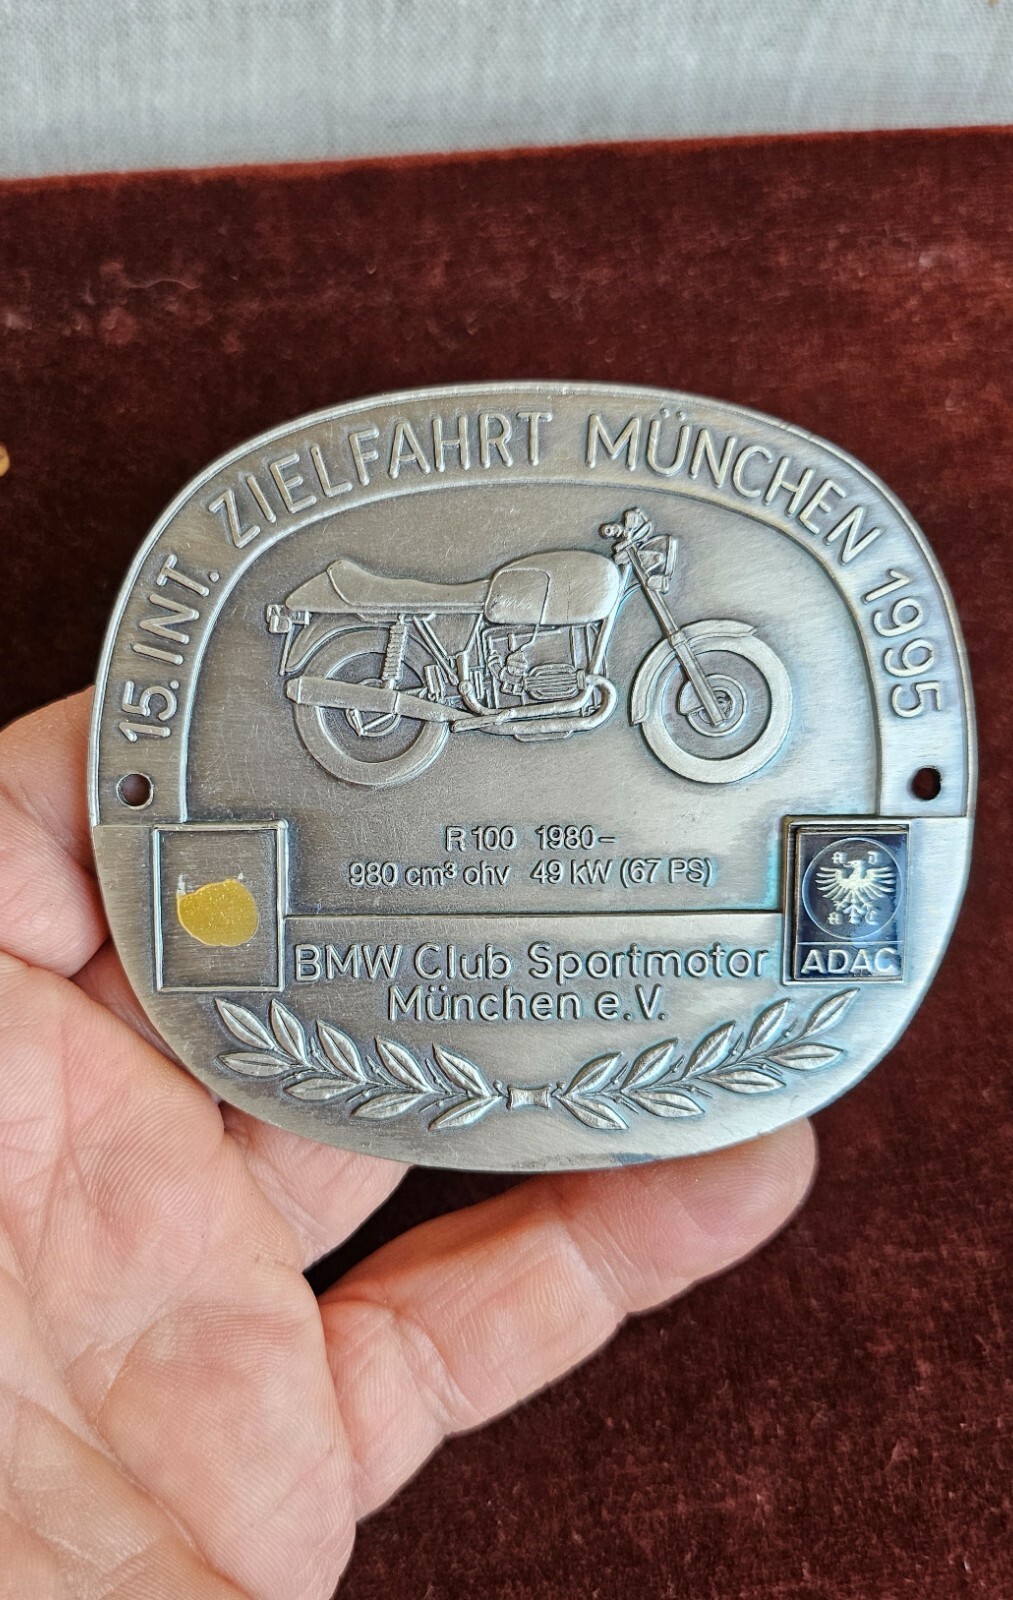 15. INT. ZIELFAHRT MÜNCHEN 1995
R 100 1980–
980 cm³ ohv 49 kW (67 PS)
ADAC
BMW Club Sportmotor
München e.V.